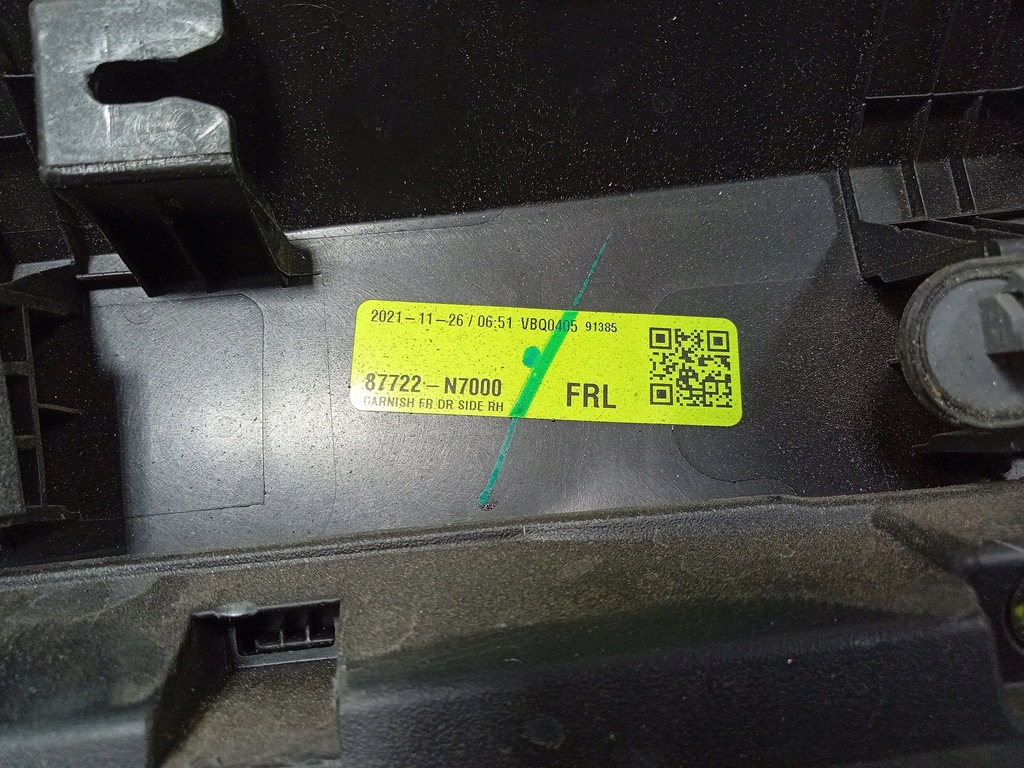 2021-11-26 / 06:51 VBQ0405 91385
87722-N7000
GARNISH FR DR SIDE RH
FRL